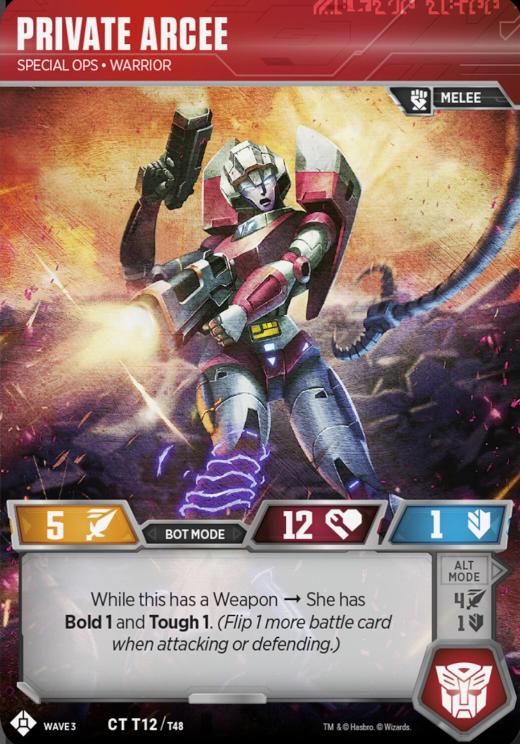 PRIVATE ARCEE
SPECIAL OPS • WARRIOR
MELEE
5
BOT MODE
12
1
While this has a Weapon → She has
Bold 1 and Tough 1. (Flip 1 more battle card
when attacking or defending.)
ALT
MODE
4
1
WAVE 3
CT T12/T48
TM & © Hasbro. © Wizards.